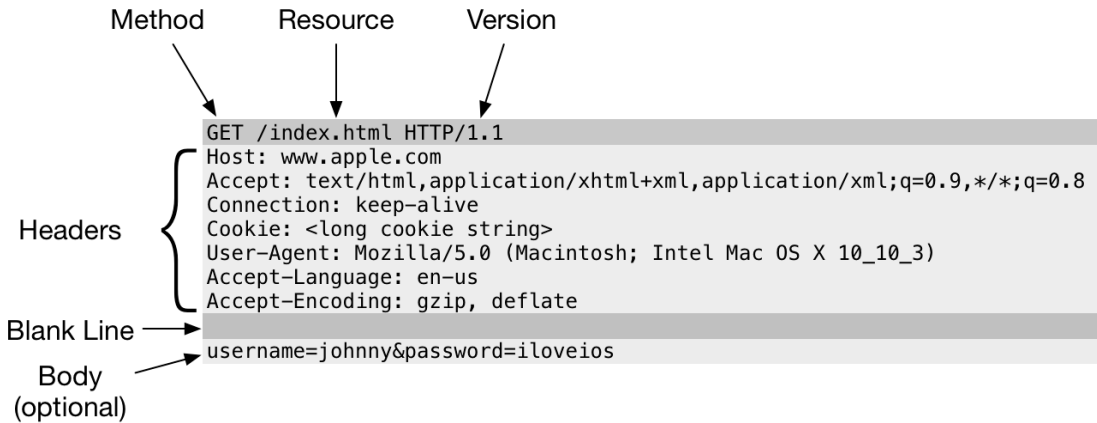 Method Resource Version
GET /index.html HTTP/1.1
Host: www.apple.com
Accept: text/html,application/xhtml+xml,application/xml;q=0.9,*/*;q=0.8
Connection: keep-alive
Cookie: <long cookie string>
User-Agent: Mozilla/5.0 (Macintosh; Intel Mac OS X 10_10_3)
Accept-Language: en-us
Accept-Encoding: gzip, deflate
Headers
Blank Line
username=johnny&password=iloveios
Body
(optional)